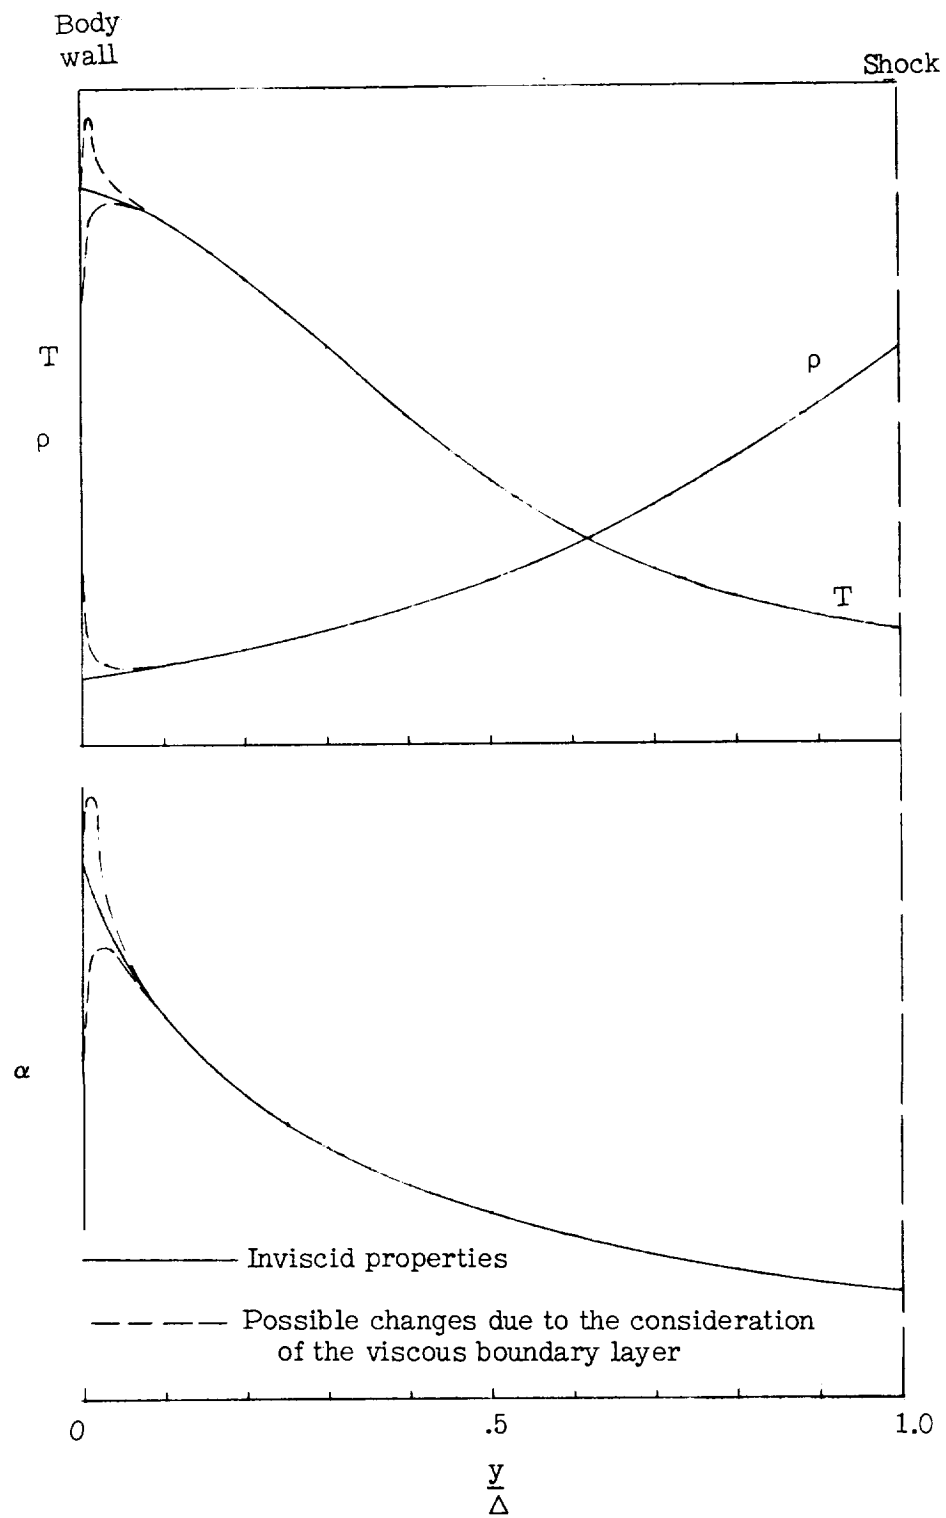 Body
wall
Shock
T
ρ
ρ
T
α
Inviscid properties
Possible changes due to the consideration
of the viscous boundary layer
0
.5
1.0
y
Δ